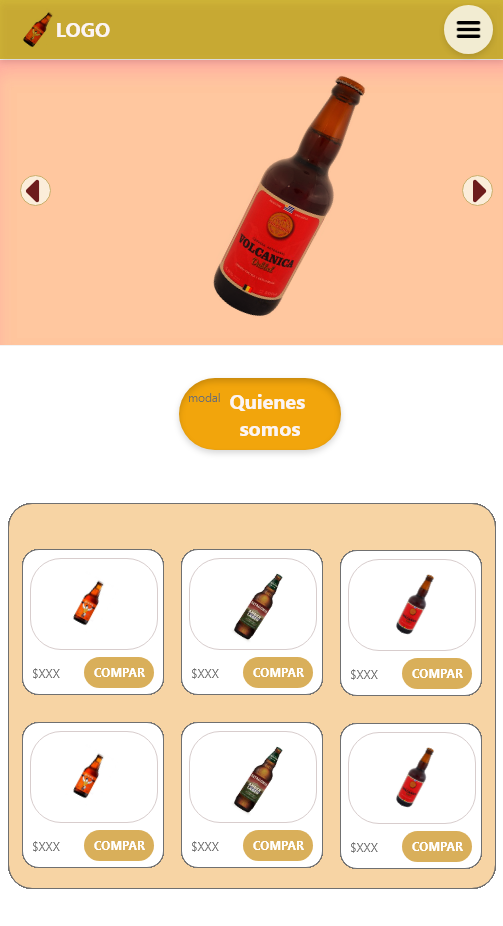 LOGO
VOLCANICA
modal
Quienes
somos
$XXX COMPAR
$XXX COMPAR
$XXX COMPAR
$XXX COMPAR
$XXX COMPAR
$XXX COMPAR